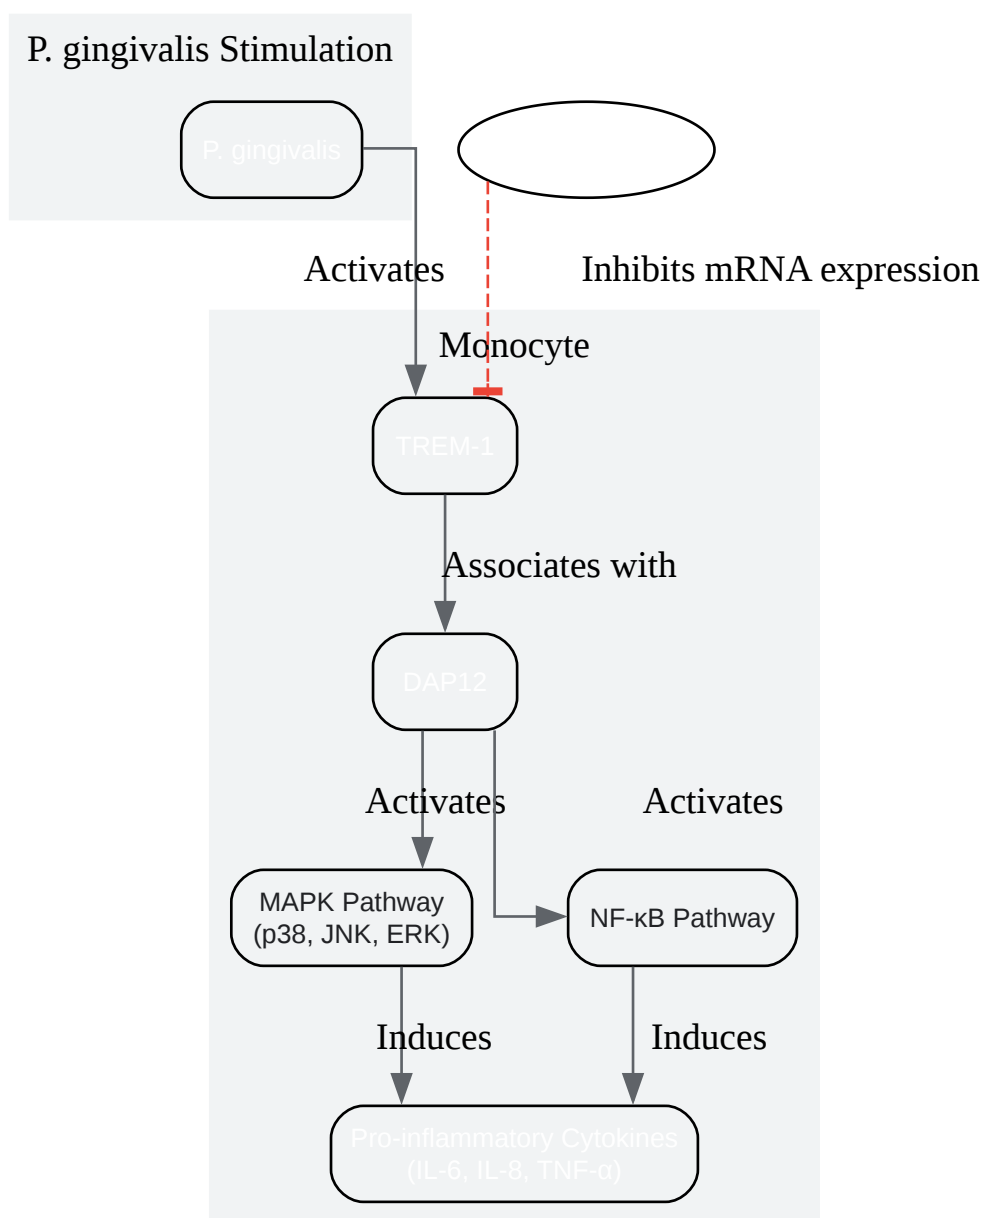 P. gingivalis Stimulation
P. gingivalis
Activates
Inhibits mRNA expression
Monocyte
TREM-1
Associates with
DAP12
Activates
Activates
MAPK Pathway
(p38, JNK, ERK)
NF-κB Pathway
Induces
Induces
Pro-inflammatory Cytokines
(IL-6, IL-8, TNF-α)